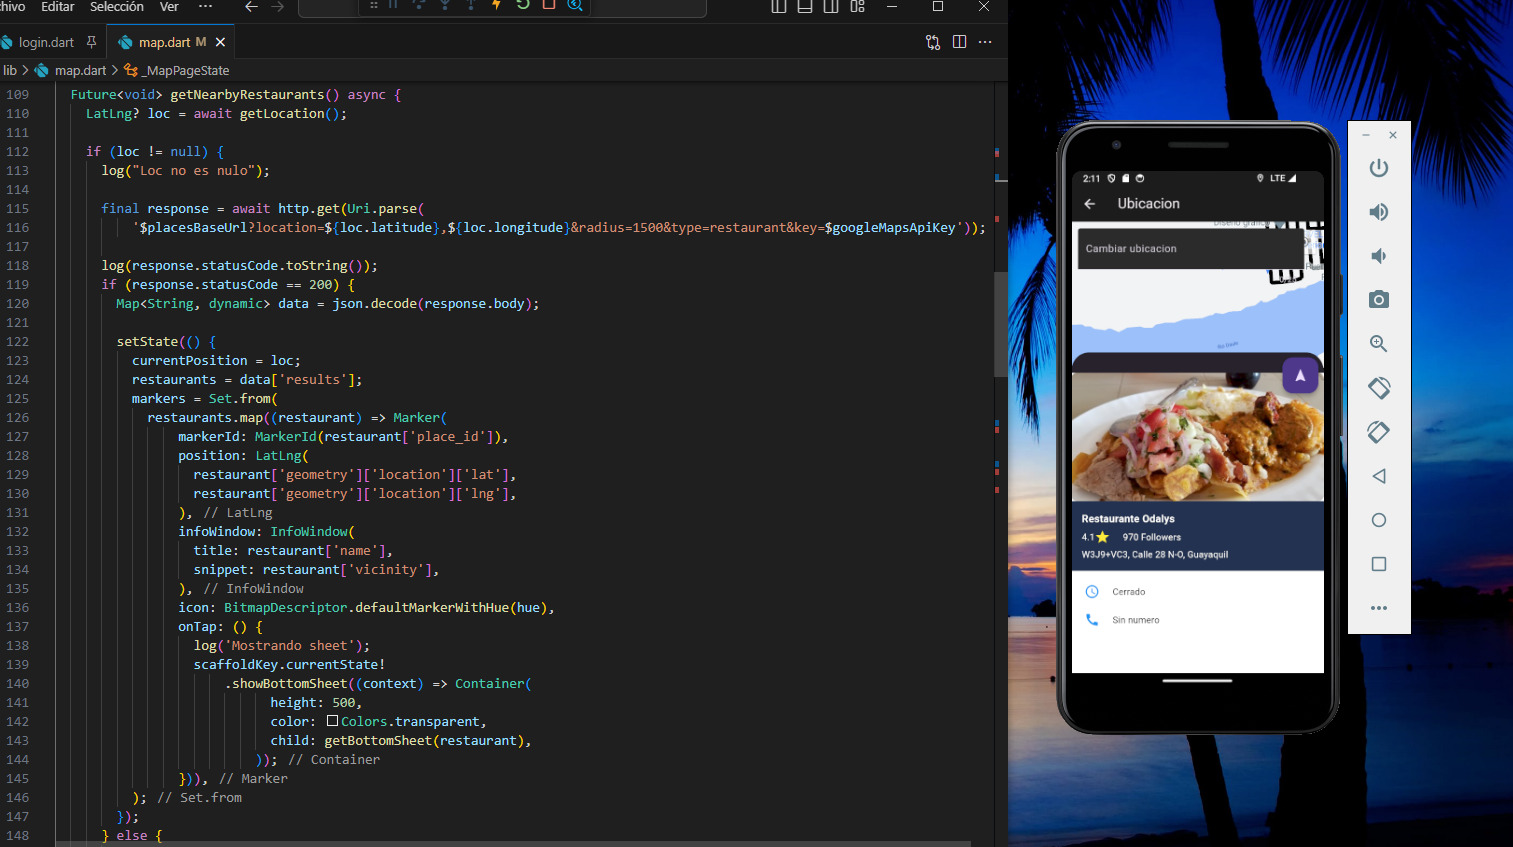 chivo Editar Selección Ver ···
login.dart map.dart M
lib > map.dart > _MapPageState
109 Future<void> getNearbyRestaurants() async {
110 LatLng? loc = await getLocation();
111
112 if (loc != null) {
113 log("Loc no es nulo");
114
115 final response = await http.get(Uri.parse(
116 '$placesBaseUrl?location=${loc.latitude},${loc.longitude}&radius=1500&type=restaurant&key=$googleMapsApiKey'));
117
118 log(response.statusCode.toString());
119 if (response.statusCode == 200) {
120 Map<String, dynamic> data = json.decode(response.body);
121
122 setState(() {
123 currentPosition = loc;
124 restaurants = data['results'];
125 markers = Set.from(
126 restaurants.map((restaurant) => Marker(
127 markerId: MarkerId(restaurant['place_id']),
128 position: LatLng(
129 restaurant['geometry']['location']['lat'],
130 restaurant['geometry']['location']['lng'],
131 ), // LatLng
132 infoWindow: InfoWindow(
133 title: restaurant['name'],
134 snippet: restaurant['vicinity'],
135 ), // InfoWindow
136 icon: BitmapDescriptor.defaultMarkerWithHue(hue),
137 onTap: () {
138 log('Mostrando sheet');
139 scaffoldKey.currentState!
140 .showBottomSheet((context) => Container(
141 height: 500,
142 color: Colors.transparent,
143 child: getBottomSheet(restaurant),
144 )); // Container
145 })), // Marker
146 ); // Set.from
147 });
148 } else {
2:11 LTE
Ubicacion
Diseño gráfico
Cambiar ubicacion
Restaurante Odalys
4.1 970 Followers
W3J9+VC3, Calle 28 N-O, Guayaquil
Cerrado
Sin numero